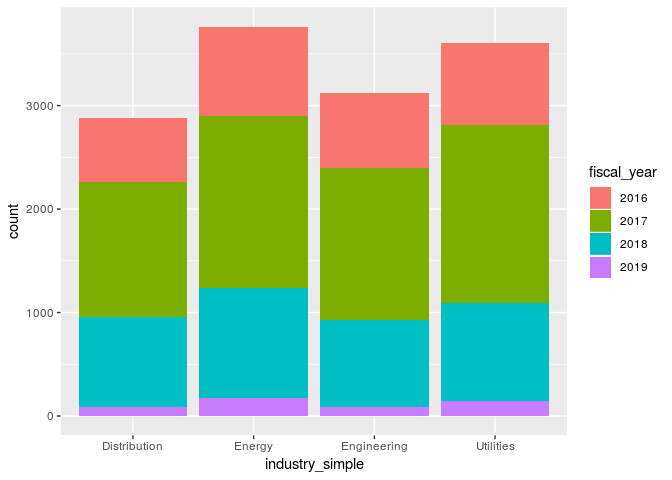 3000
2000
1000
0
count
Distribution Energy Engineering Utilities
industry_simple
fiscal_year
2016
2017
2018
2019